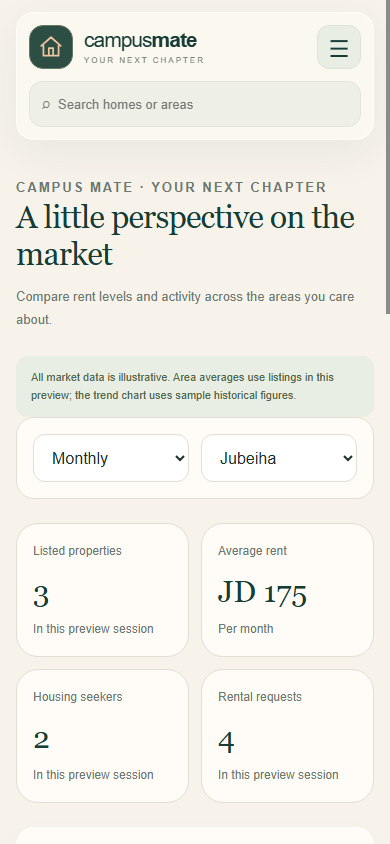 campusmate
YOUR NEXT CHAPTER
Search homes or areas
CAMPUS MATE · YOUR NEXT CHAPTER
A little perspective on the
market
Compare rent levels and activity across the areas you care
about.
All market data is illustrative. Area averages use listings in this
preview; the trend chart uses sample historical figures.
Monthly
Jubeiha
Listed properties
3
In this preview session
Average rent
JD 175
Per month
Housing seekers
2
In this preview session
Rental requests
4
In this preview session